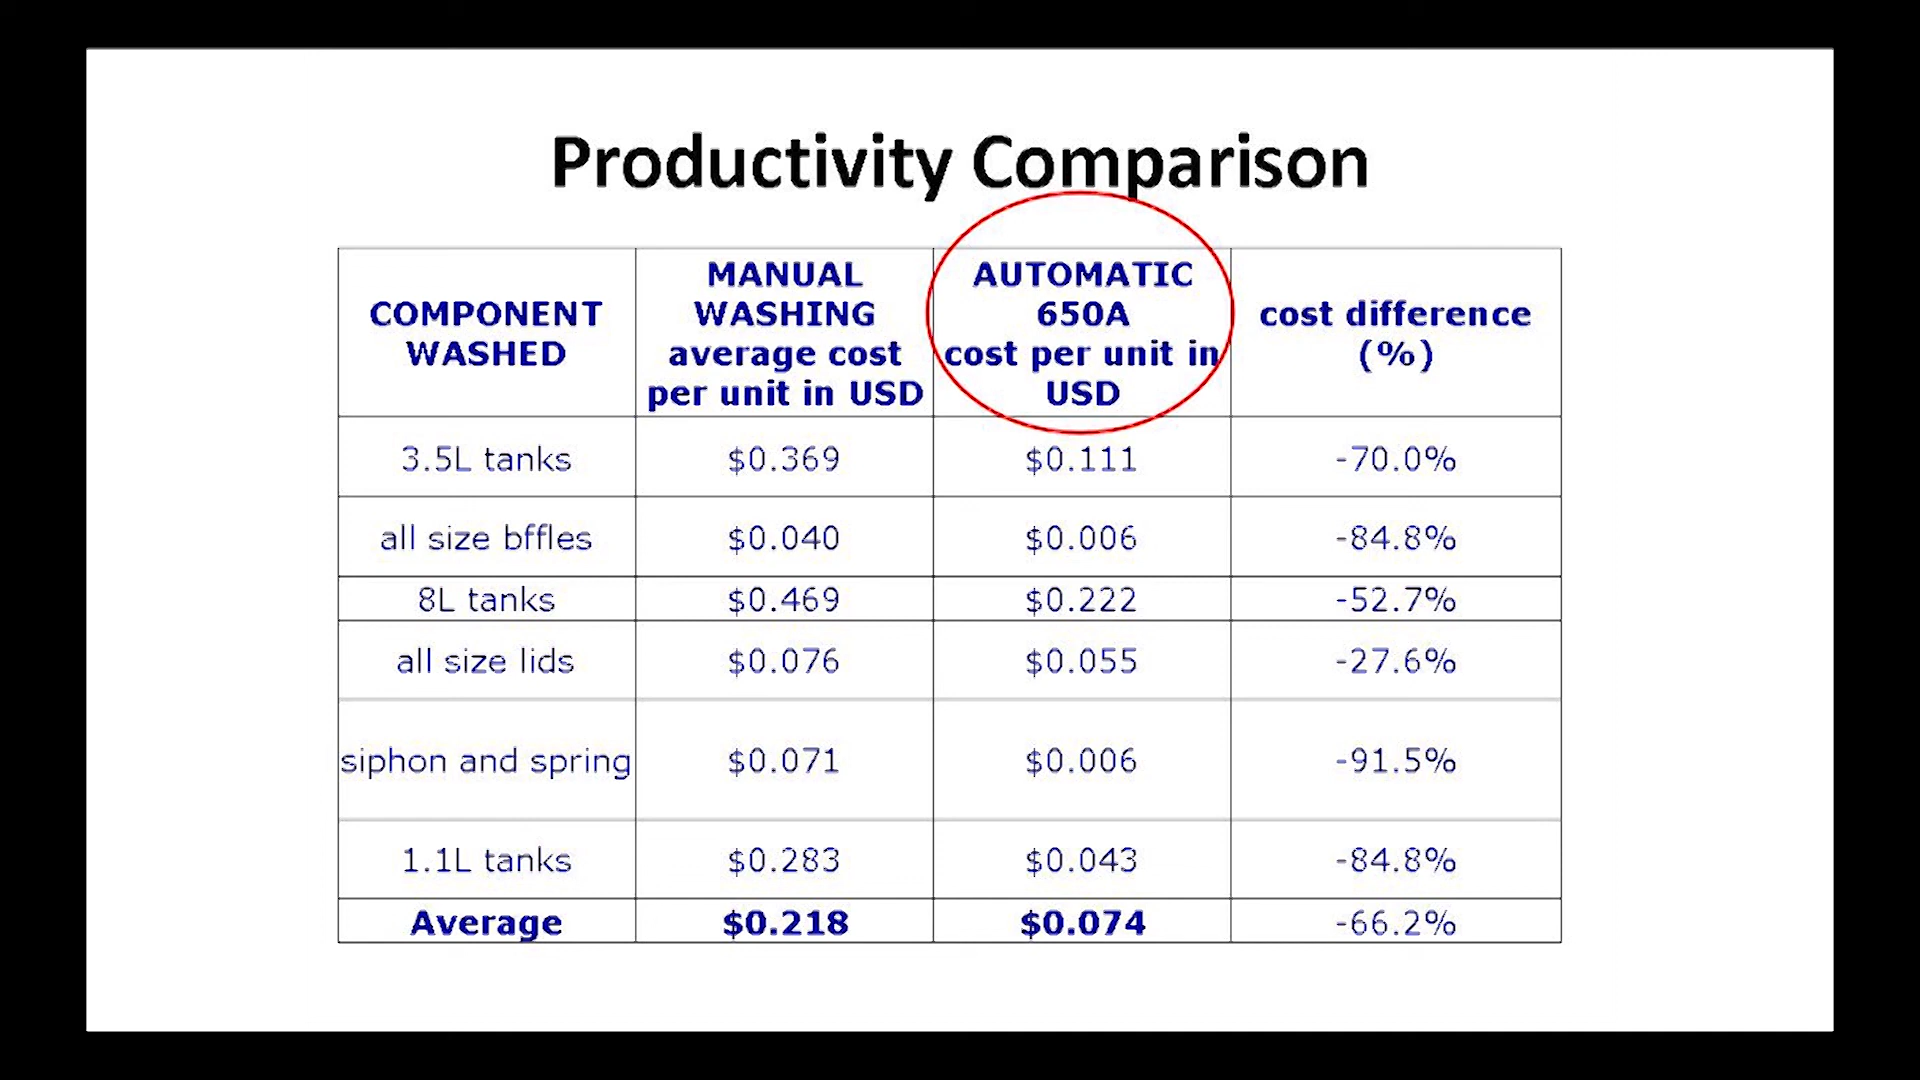 Productivity Comparison
COMPONENT
WASHED
MANUAL
WASHING
average cost
per unit in USD
AUTOMATIC
650A
cost per unit in
USD
cost difference
(%)
3.5L tanks $0.369 $0.111 -70.0%
all size bffles $0.040 $0.006 -84.8%
8L tanks $0.469 $0.222 -52.7%
all size lids $0.076 $0.055 -27.6%
siphon and spring $0.071 $0.006 -91.5%
1.1L tanks $0.283 $0.043 -84.8%
Average $0.218 $0.074 -66.2%